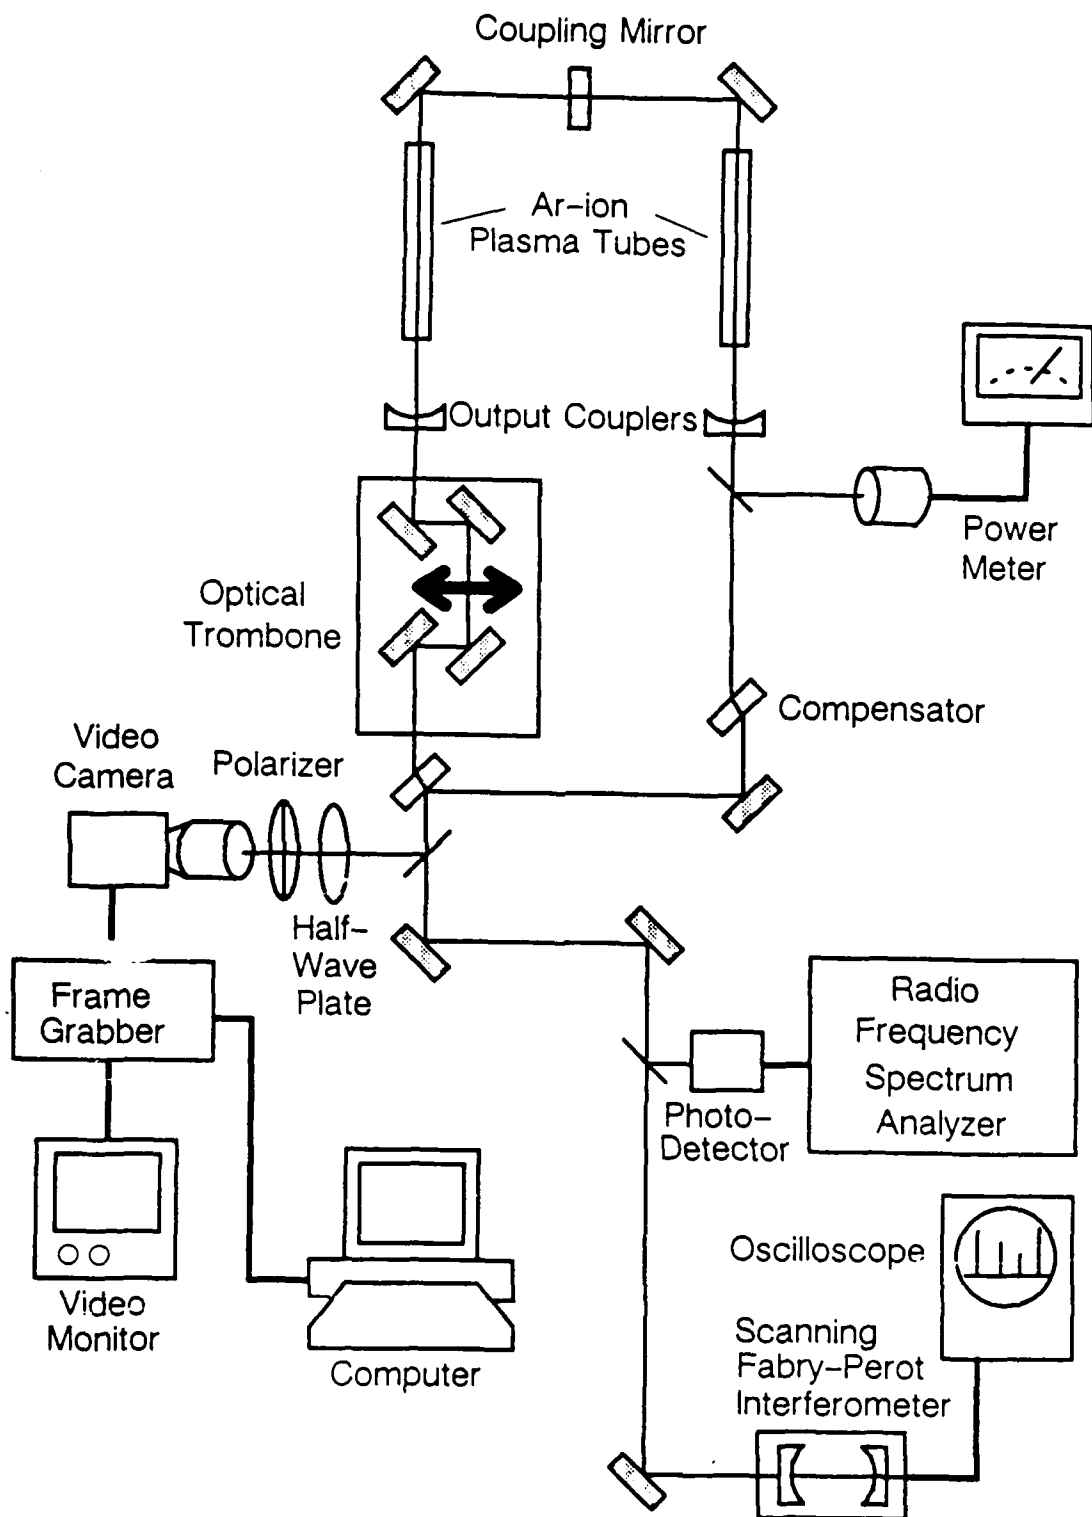 Coupling Mirror
Ar-ion
Plasma Tubes
Output Couplers
Power
Meter
Optical
Trombone
Compensator
Video
Camera
Polarizer
Half-
Wave
Plate
Frame
Grabber
Radio
Frequency
Spectrum
Analyzer
Photo-
Detector
Oscilloscope
Video
Monitor
Computer
Scanning
Fabry-Perot
Interferometer